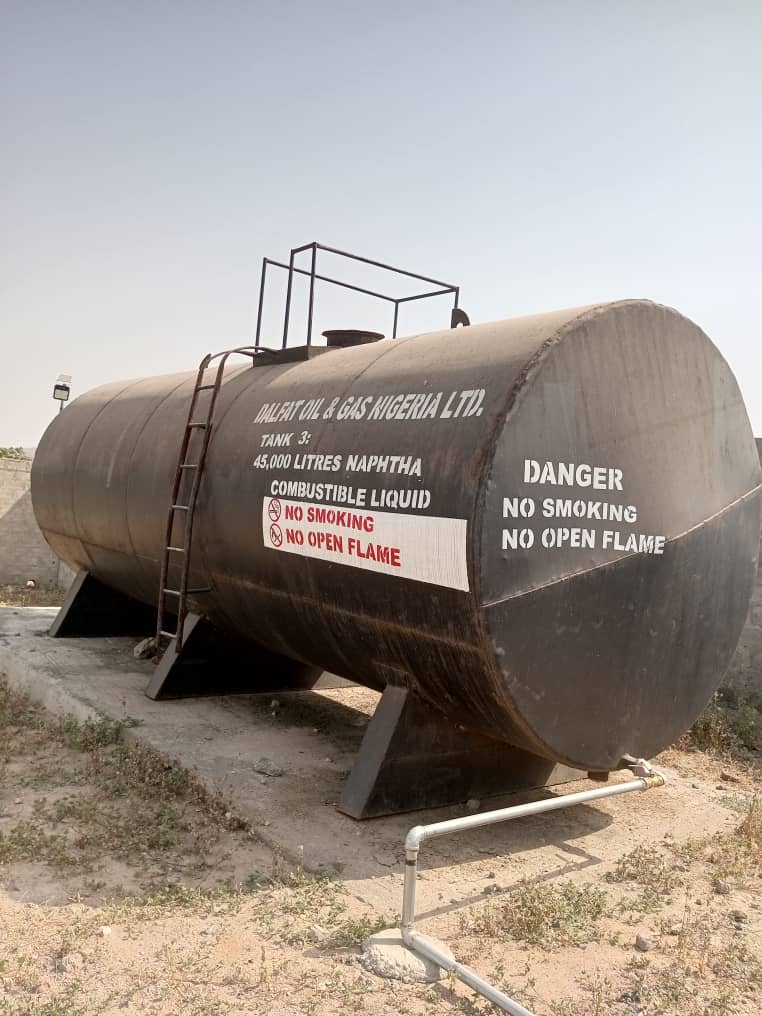 DALFAT OIL & GAS NIGERIA LTD.
TANK 3:
45,000 LITRES NAPHTHA
COMBUSTIBLE LIQUID
NO SMOKING
NO OPEN FLAME
DANGER
NO SMOKING
NO OPEN FLAME